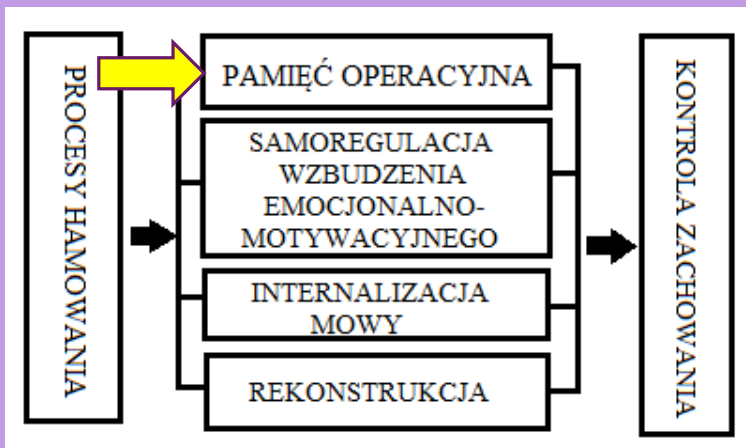 PROCESY HAMOWANIA
PAMIĘĆ OPERACYJNA
SAMOREGULACJA
WZBUDZENIA
EMOCJONALNO-
MOTYWACYJNEGO
INTERNALIZACJA
MOWY
REKONSTRUKCJA
KONTROLA ZACHOWANIA